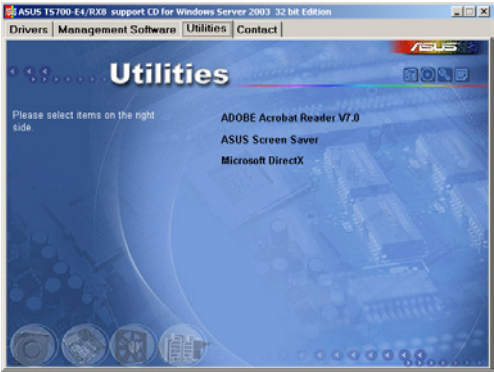 ASUS TS700-E4/RX8 support CD for Windows Server 2003 32 bit Edition
Drivers Management Software Utilities Contact
ASUS
Utilities
Please select items on the right
side.
ADOBE Acrobat Reader V7.0
ASUS Screen Saver
Microsoft DirectX